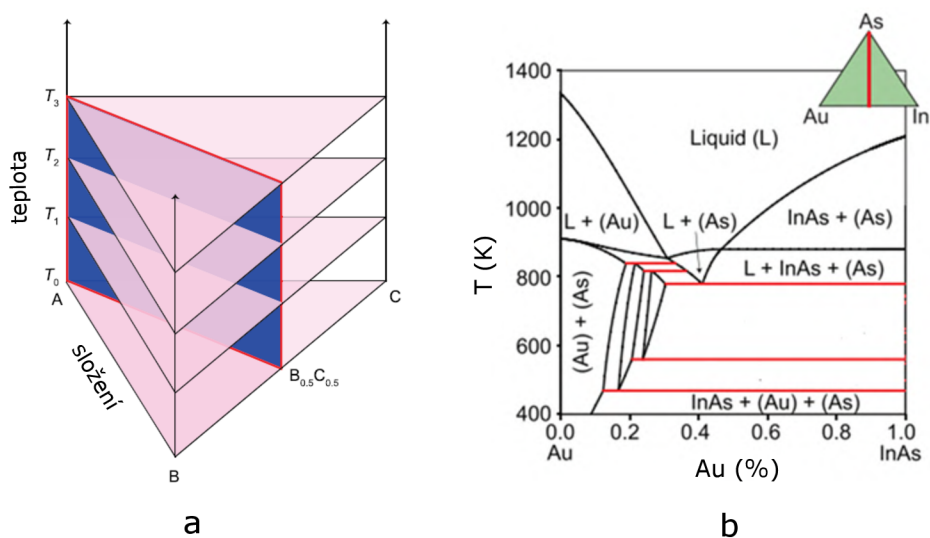 teplota
T3
T2
T1
T0
A
C
složení
B0.5C0.5
B
a
As
Au
In
T (K)
1400
1200
1000
800
600
400
Liquid (L)
L + (Au)
L + (As)
InAs + (As)
L + InAs + (As)
(Au) + (As)
InAs + (Au) + (As)
0.0
0.2
0.4
0.6
0.8
1.0
Au
InAs
Au (%)
b